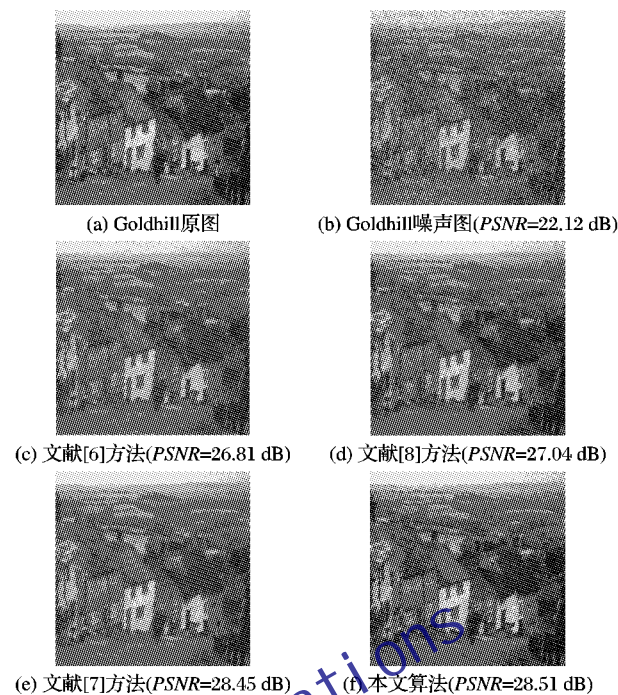 (a) Goldhill原图
(b) Goldhill噪声图(PSNR=22.12 dB)
(c) 文献[6]方法(PSNR=26.81 dB)
(d) 文献[8]方法(PSNR=27.04 dB)
(e) 文献[7]方法(PSNR=28.45 dB)
(f) 本文算法(PSNR=28.51 dB)
ations